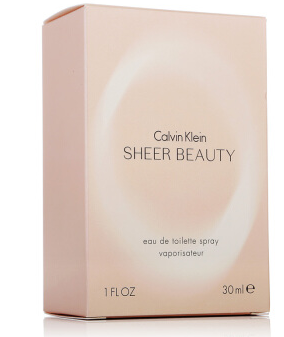 Calvin Klein
SHEER BEAUTY
eau de toilette spray
vaporisateur
1 FL OZ 30 ml ℮